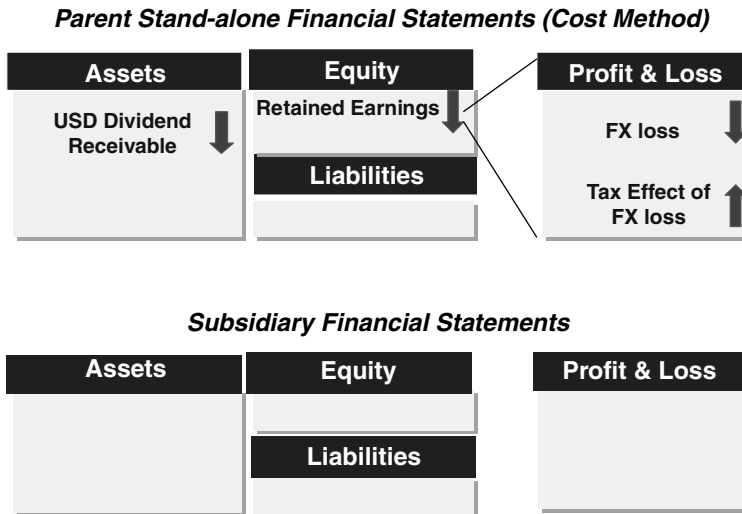 Parent Stand-alone Financial Statements (Cost Method)
Assets
Equity
Profit & Loss
USD Dividend
Receivable
Retained Earnings
FX loss
Liabilities
Tax Effect of
FX loss
Subsidiary Financial Statements
Assets
Equity
Profit & Loss
Liabilities